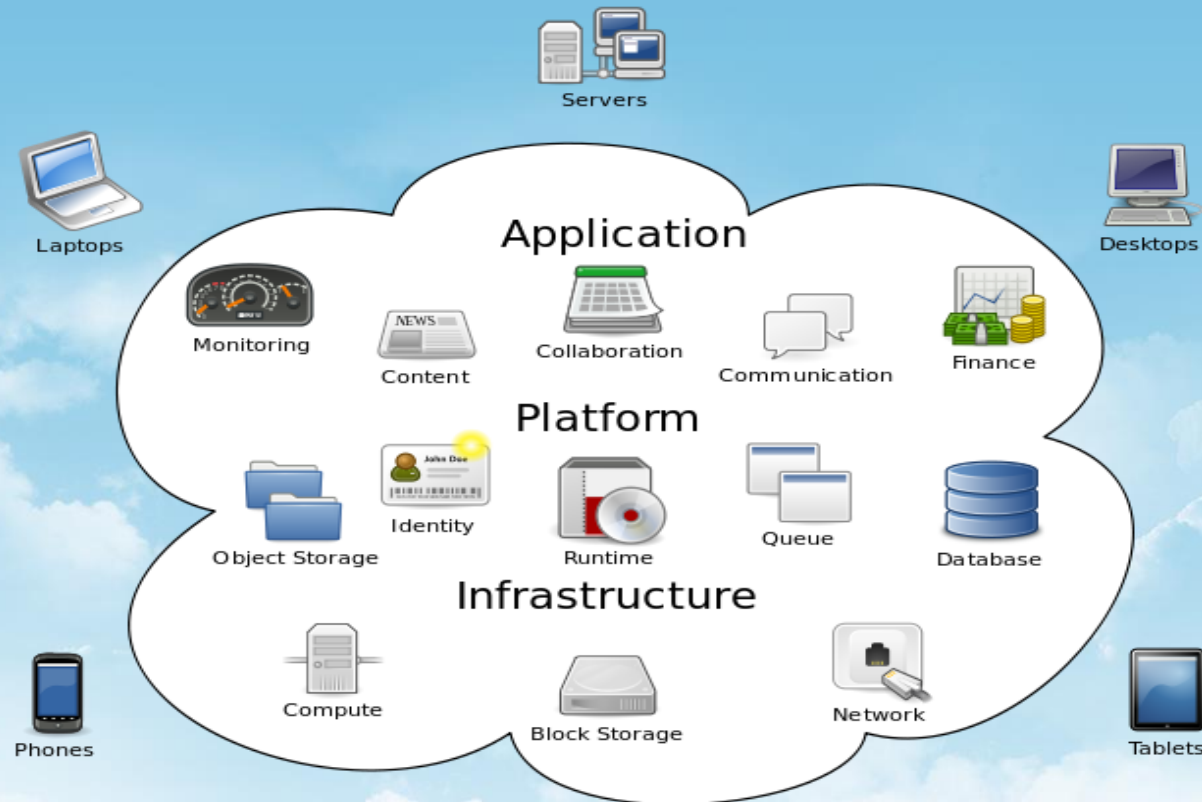 Servers
Laptops
Desktops
Application
Monitoring
NEWS
Content
Collaboration
Communication
Finance
Platform
Object Storage
John Doe
Identity
Runtime
Queue
Database
Infrastructure
Compute
Block Storage
Network
Phones
Tablets